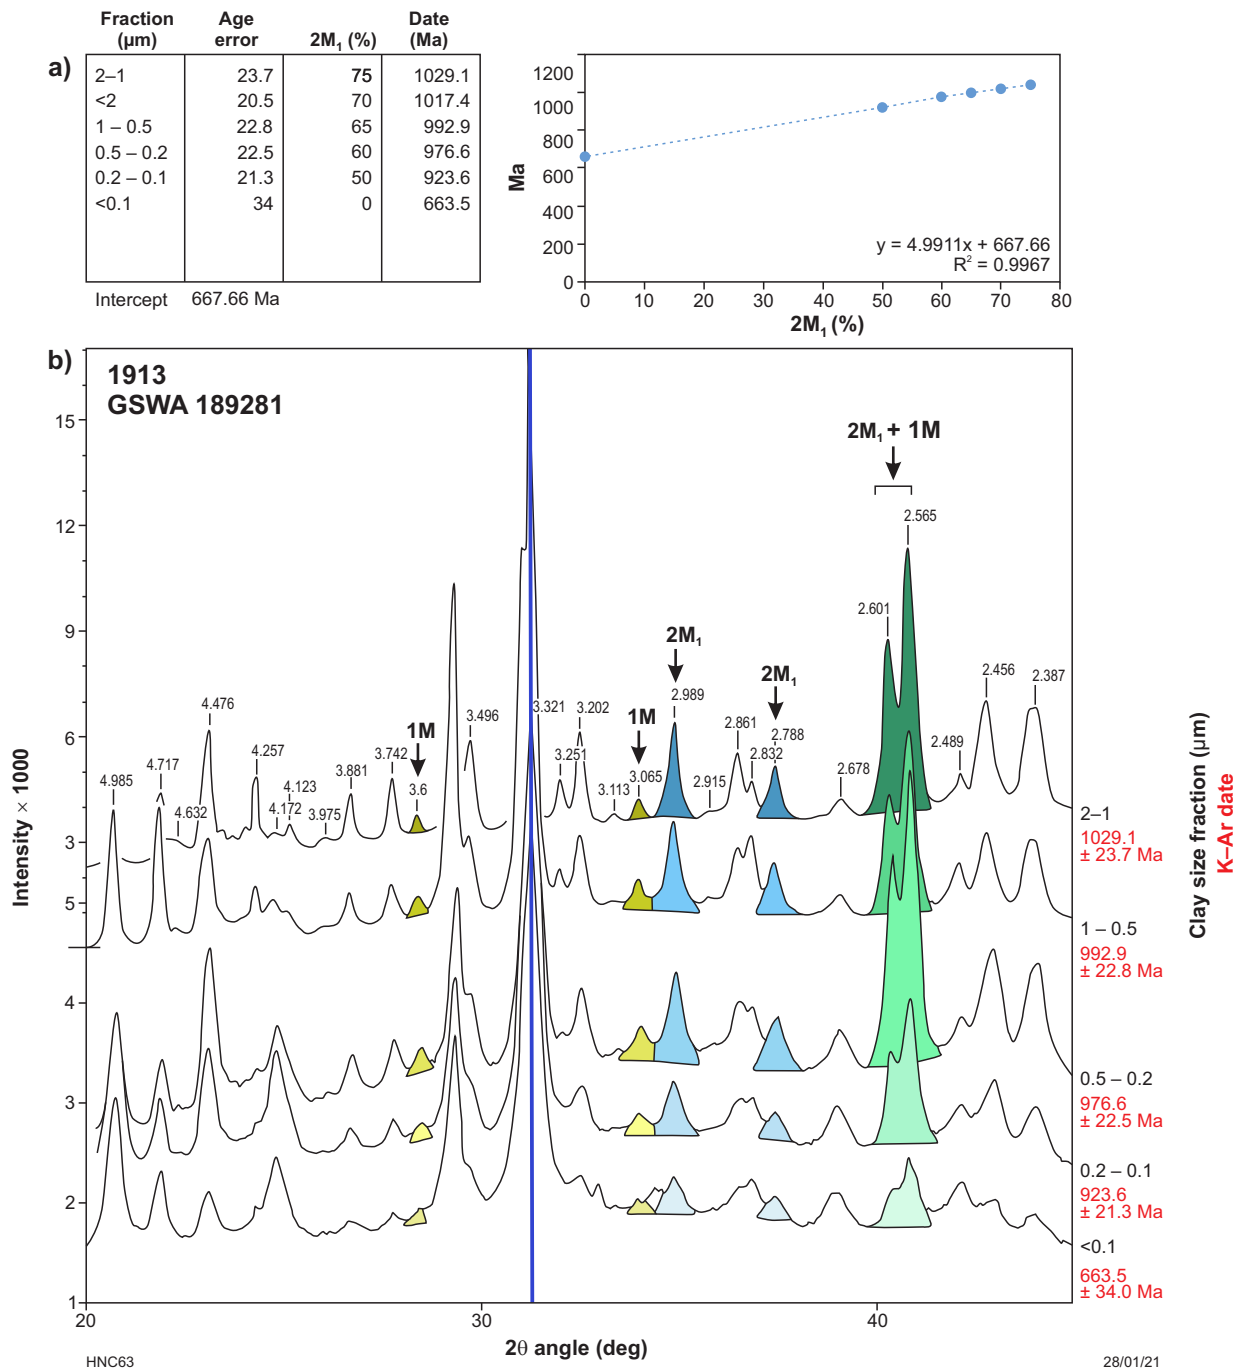 Fraction (µm) Age error 2M₁ (%) Date (Ma)
a)
2–1 23.7 75 1029.1
<2 20.5 70 1017.4
1 – 0.5 22.8 65 992.9
0.5 – 0.2 22.5 60 976.6
0.2 – 0.1 21.3 50 923.6
<0.1 34 0 663.5
Intercept 667.66 Ma
1200
1000
800
600
400
200
0
Ma
y = 4.9911x + 667.66
R² = 0.9967
0 10 20 30 40 50 60 70 80
2M₁ (%)
b)
1913
GSWA 189281
15
12
9
6
3
5
4
3
2
1
Intensity × 1000
4.985
4.717
4.632
4.476
4.257
4.172
4.123
3.975
3.881
3.742
1M
3.6
3.496
3.321
3.251
3.202
3.113
1M
3.065
2M₁
2.989
2.915
2.861
2.832
2M₁
2.788
2.678
2M₁ + 1M
2.601
2.565
2.489
2.456
2.387
2–1
1029.1
± 23.7 Ma
1 – 0.5
992.9
± 22.8 Ma
0.5 – 0.2
976.6
± 22.5 Ma
0.2 – 0.1
923.6
± 21.3 Ma
<0.1
663.5
± 34.0 Ma
Clay size fraction (µm)
K–Ar date
20 30 40
2θ angle (deg)
HNC63
28/01/21